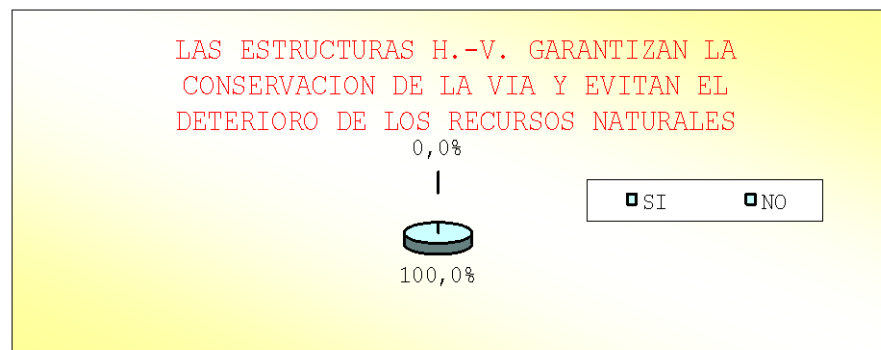 LAS ESTRUCTURAS H.-V. GARANTIZAN LA
CONSERVACION DE LA VIA Y EVITAN EL
DETERIORO DE LOS RECURSOS NATURALES
0,0%
SI NO
100,0%